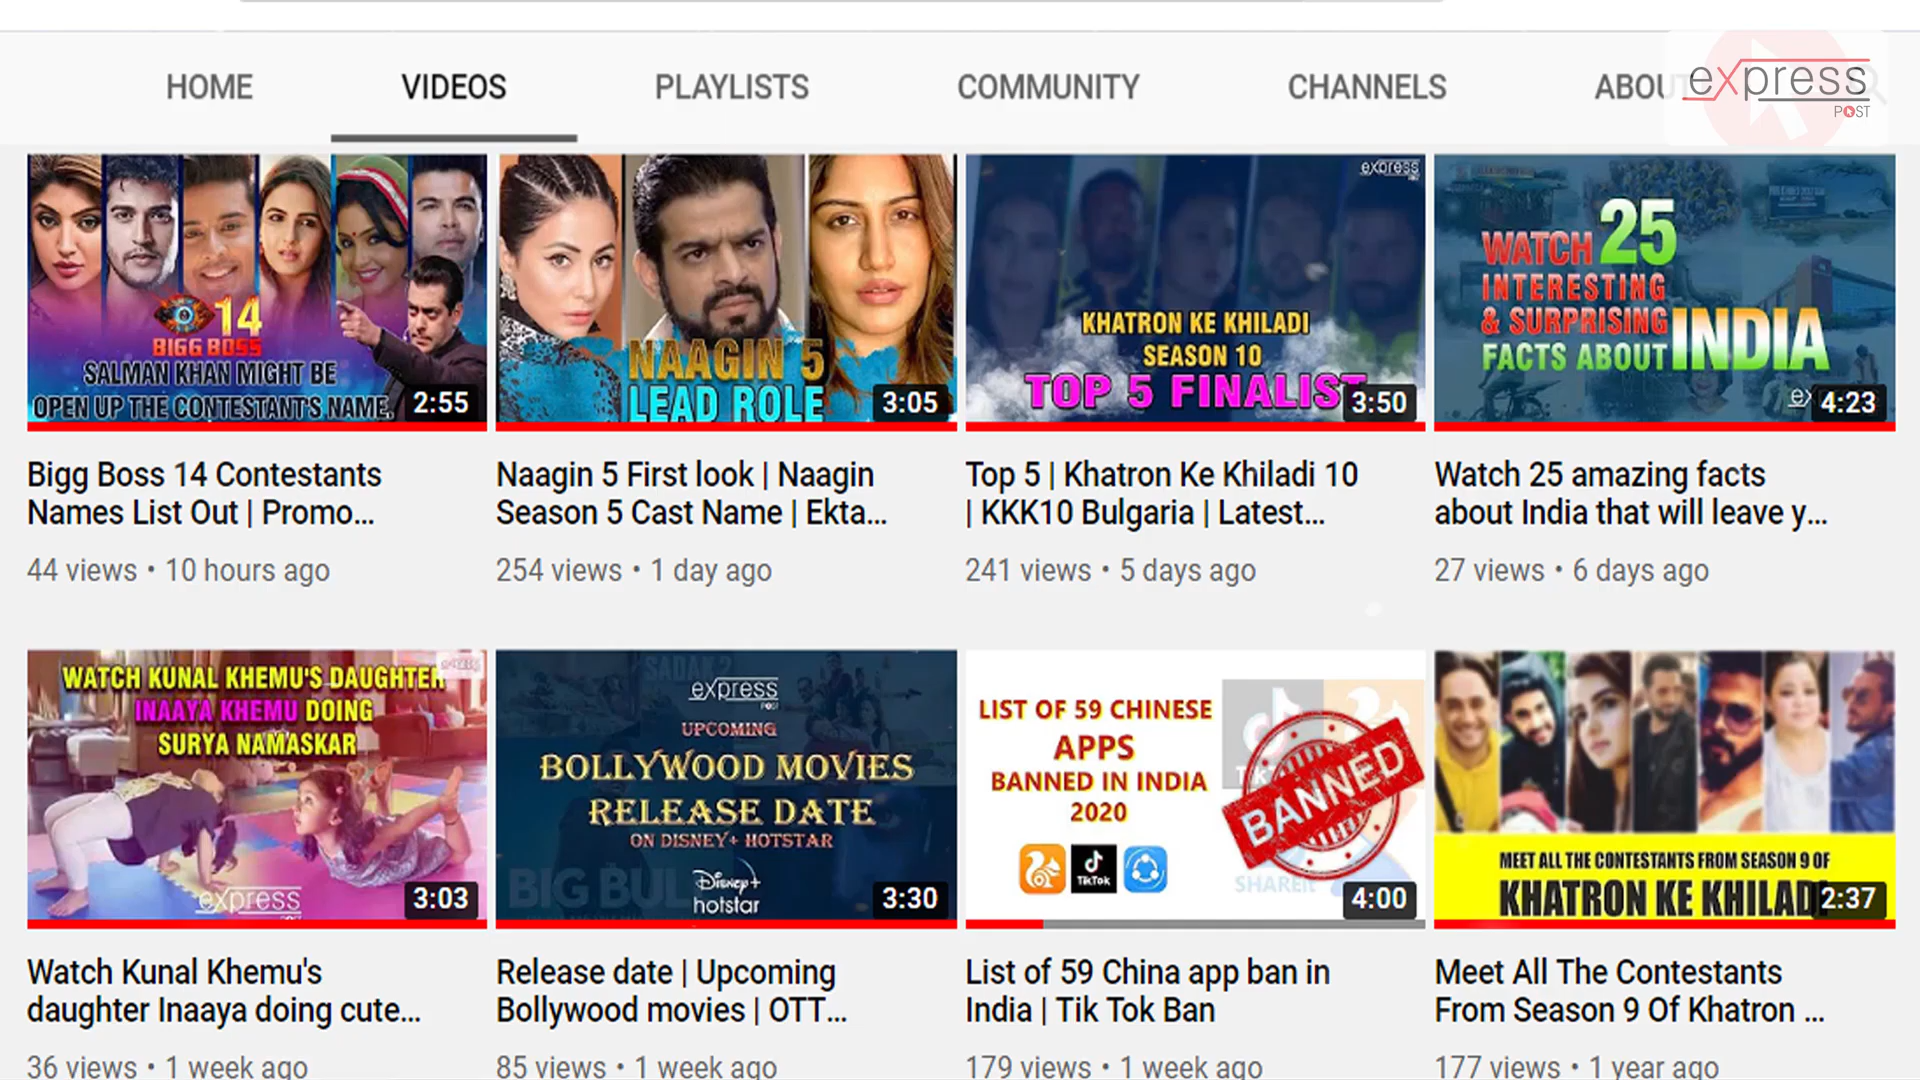 HOME VIDEOS PLAYLISTS COMMUNITY CHANNELS ABOU
express
POST
14
BIGG BOSS
SALMAN KHAN MIGHT BE
OPEN UP THE CONTESTANT'S NAME.
2:55
NAAGIN 5
LEAD ROLE
3:05
express
KHATRON KE KHILADI
SEASON 10
TOP 5 FINALIST
3:50
WATCH 25
INTERESTING
& SURPRISING
FACTS ABOUT INDIA
4:23
Bigg Boss 14 Contestants
Names List Out | Promo...
44 views • 10 hours ago
Naagin 5 First look | Naagin
Season 5 Cast Name | Ekta...
254 views • 1 day ago
Top 5 | Khatron Ke Khiladi 10
| KKK10 Bulgaria | Latest...
241 views • 5 days ago
Watch 25 amazing facts
about India that will leave y...
27 views • 6 days ago
WATCH KUNAL KHEMU'S DAUGHTER
INAAYA KHEMU DOING
SURYA NAMASKAR
express
3:03
SADAK 2
express
POST
UPCOMING
BOLLYWOOD MOVIES
RELEASE DATE
ON DISNEY+ HOTSTAR
BIG BUL
Disney+
hotstar
3:30
LIST OF 59 CHINESE
APPS
BANNED IN INDIA
2020
BANNED
TikTok
SHAREit
4:00
MEET ALL THE CONTESTANTS FROM SEASON 9 OF
KHATRON KE KHILADI
2:37
Watch Kunal Khemu's
daughter Inaaya doing cute...
36 views • 1 week ago
Release date | Upcoming
Bollywood movies | OTT...
85 views • 1 week ago
List of 59 China app ban in
India | Tik Tok Ban
179 views • 1 week ago
Meet All The Contestants
From Season 9 Of Khatron ...
177 views • 1 year ago